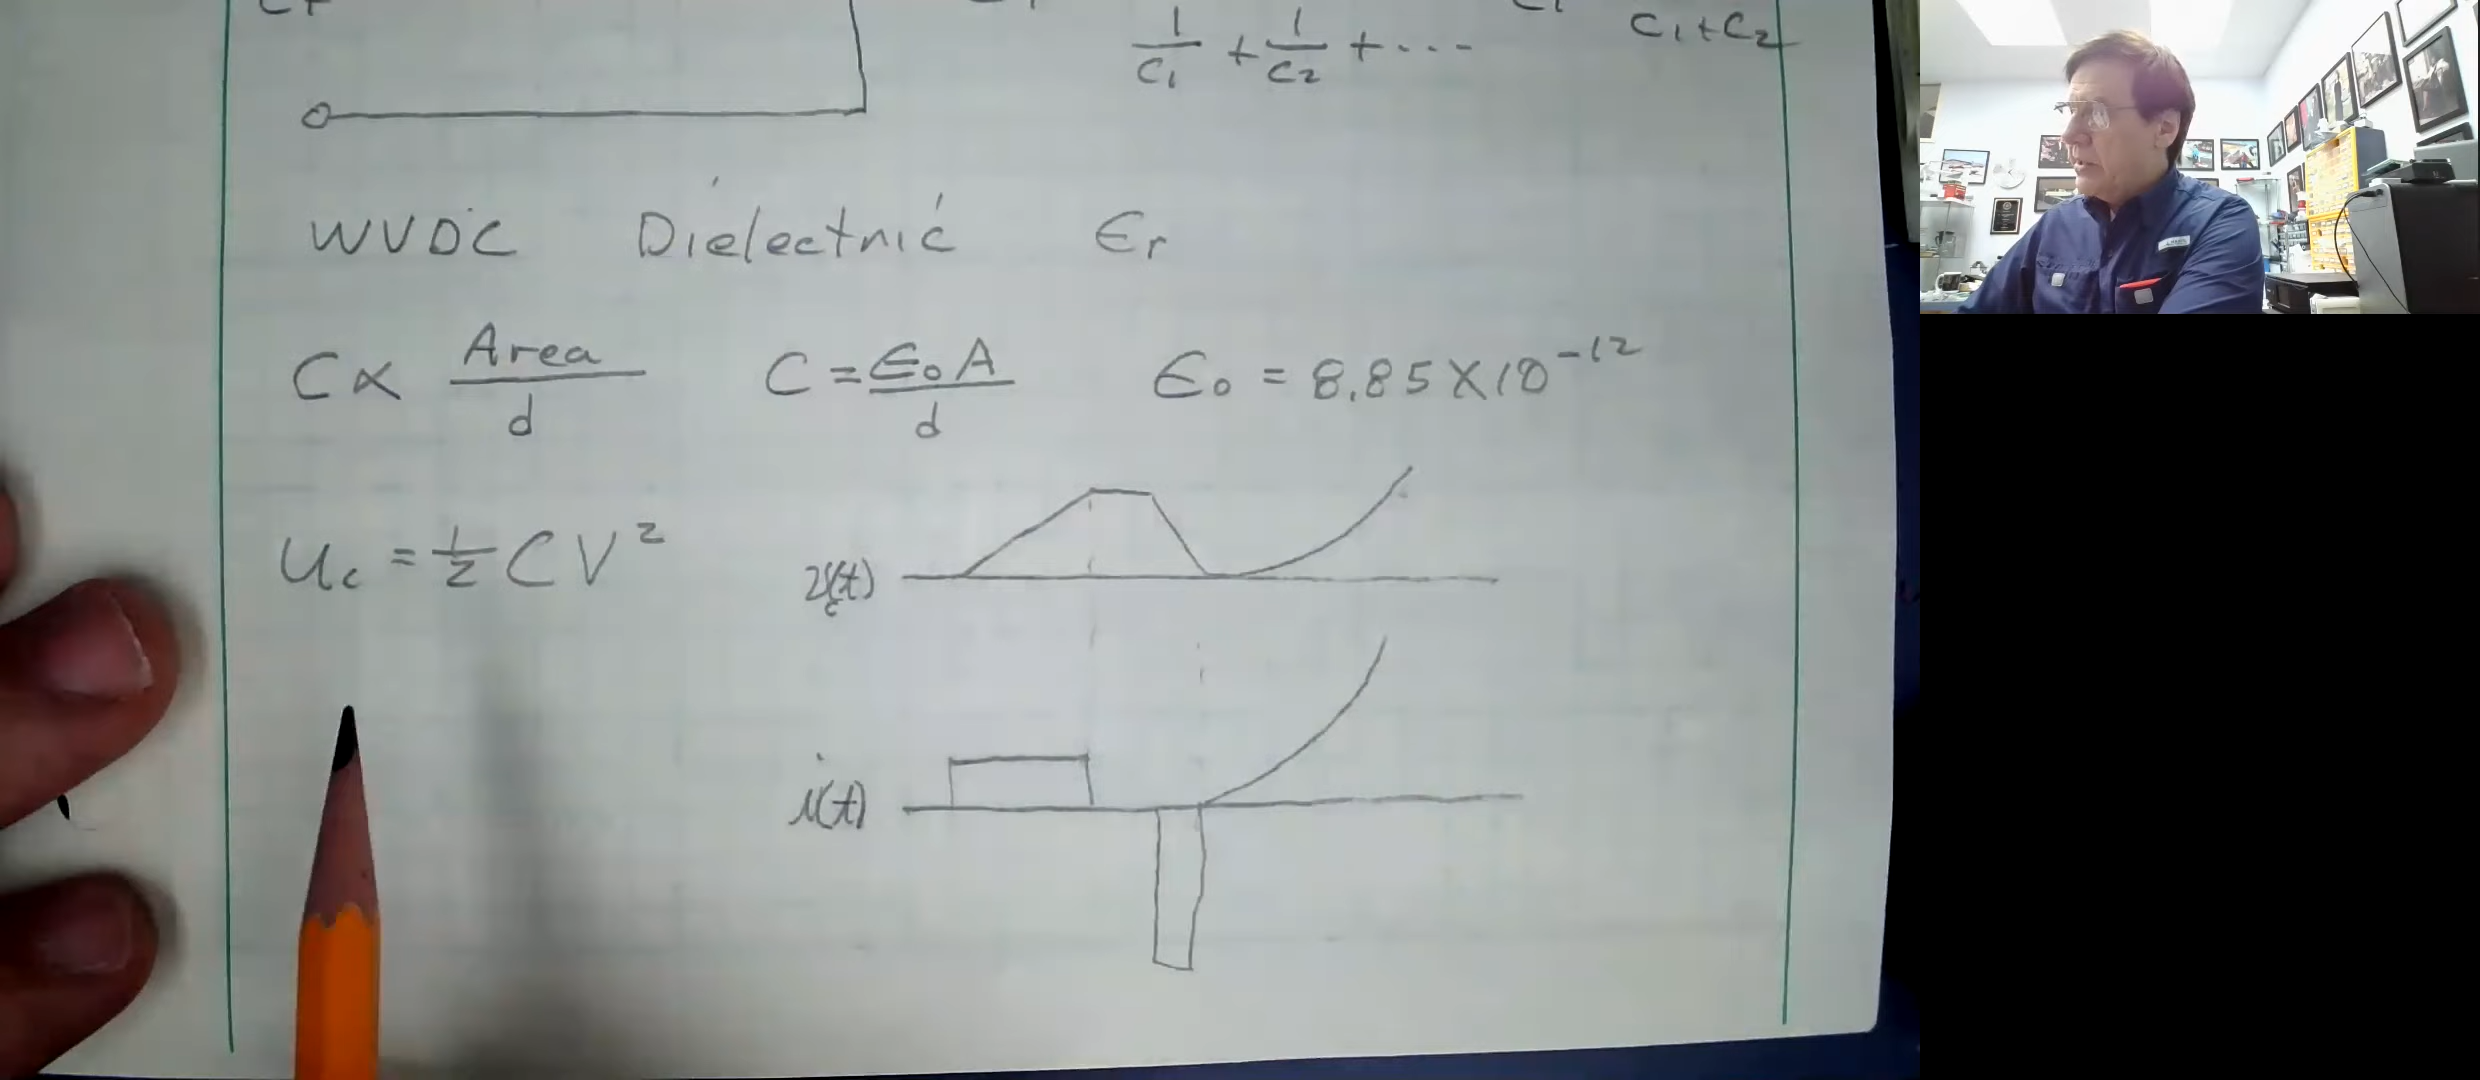 1/C1 + 1/C2 + ...
C1+C2
WVDC Dielectric εr
C ∝ Area/d C = ε0A/d ε0 = 8.85 X 10^-12
Uc = 1/2 CV^2
vc(t)
i(t)